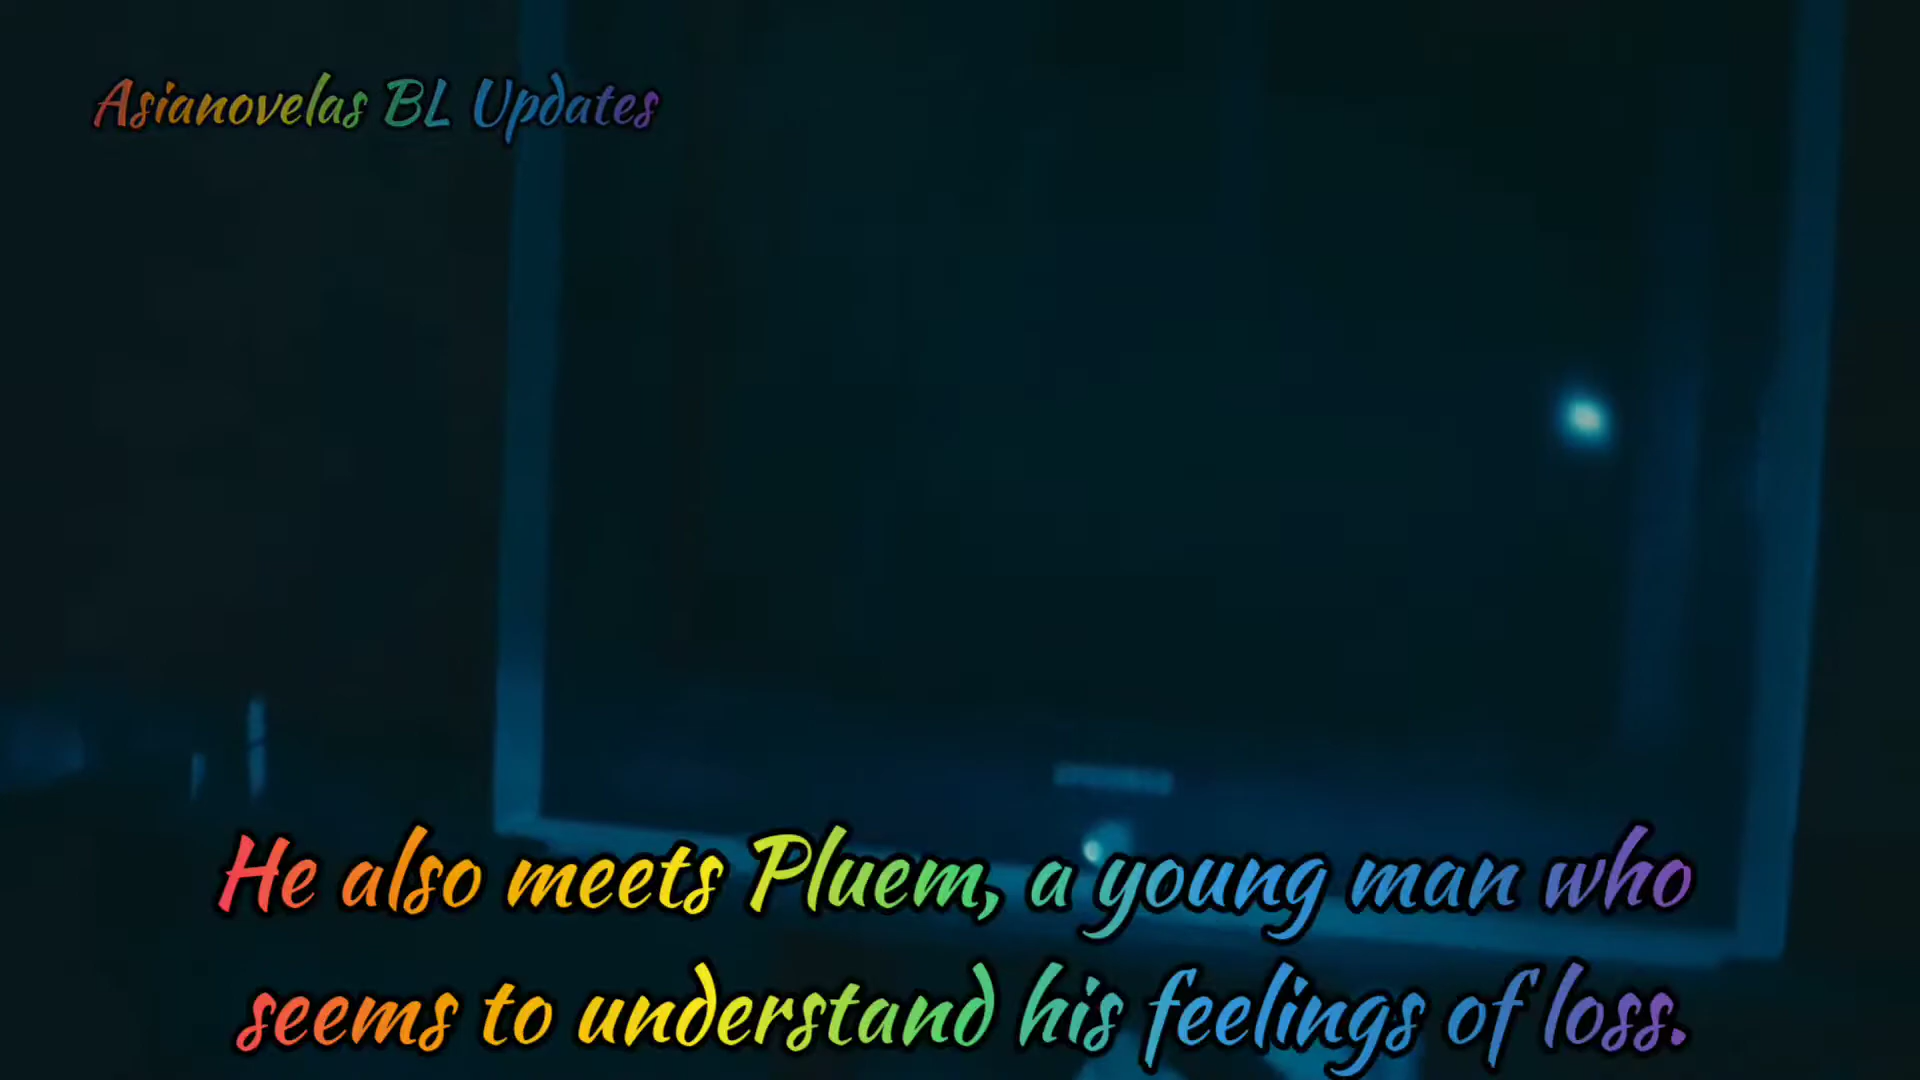 Asianovelas BL Updates
He also meets Pluem, a young man who
seems to understand his feelings of loss.